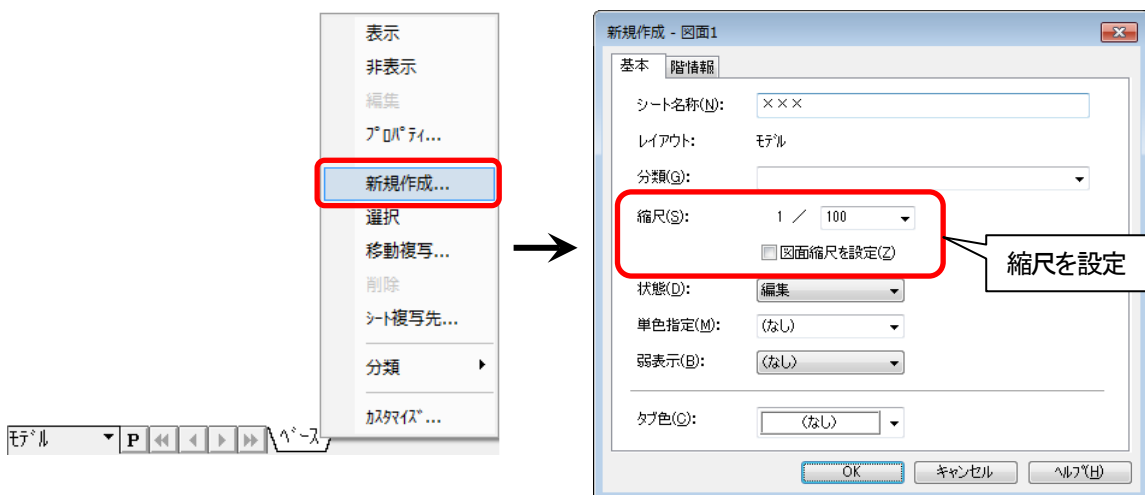 表示
非表示
編集
ﾌﾟﾛﾊﾟﾃｨ...
新規作成...
選択
移動複写...
削除
ｼｰﾄ複写先...
分類
ｶｽﾀﾏｲｽﾞ...
ﾓﾃﾞﾙ
P
ﾍﾞｰｽ
新規作成 - 図面1
基本 階情報
シート名称(N): ×××
レイアウト: ﾓﾃﾞﾙ
分類(G):
縮尺(S): 1 ／ 100
図面縮尺を設定(Z)
縮尺を設定
状態(D): 編集
単色指定(M): (なし)
弱表示(B): (なし)
タブ色(C): (なし)
OK キャンセル ﾍﾙﾌﾟ(H)